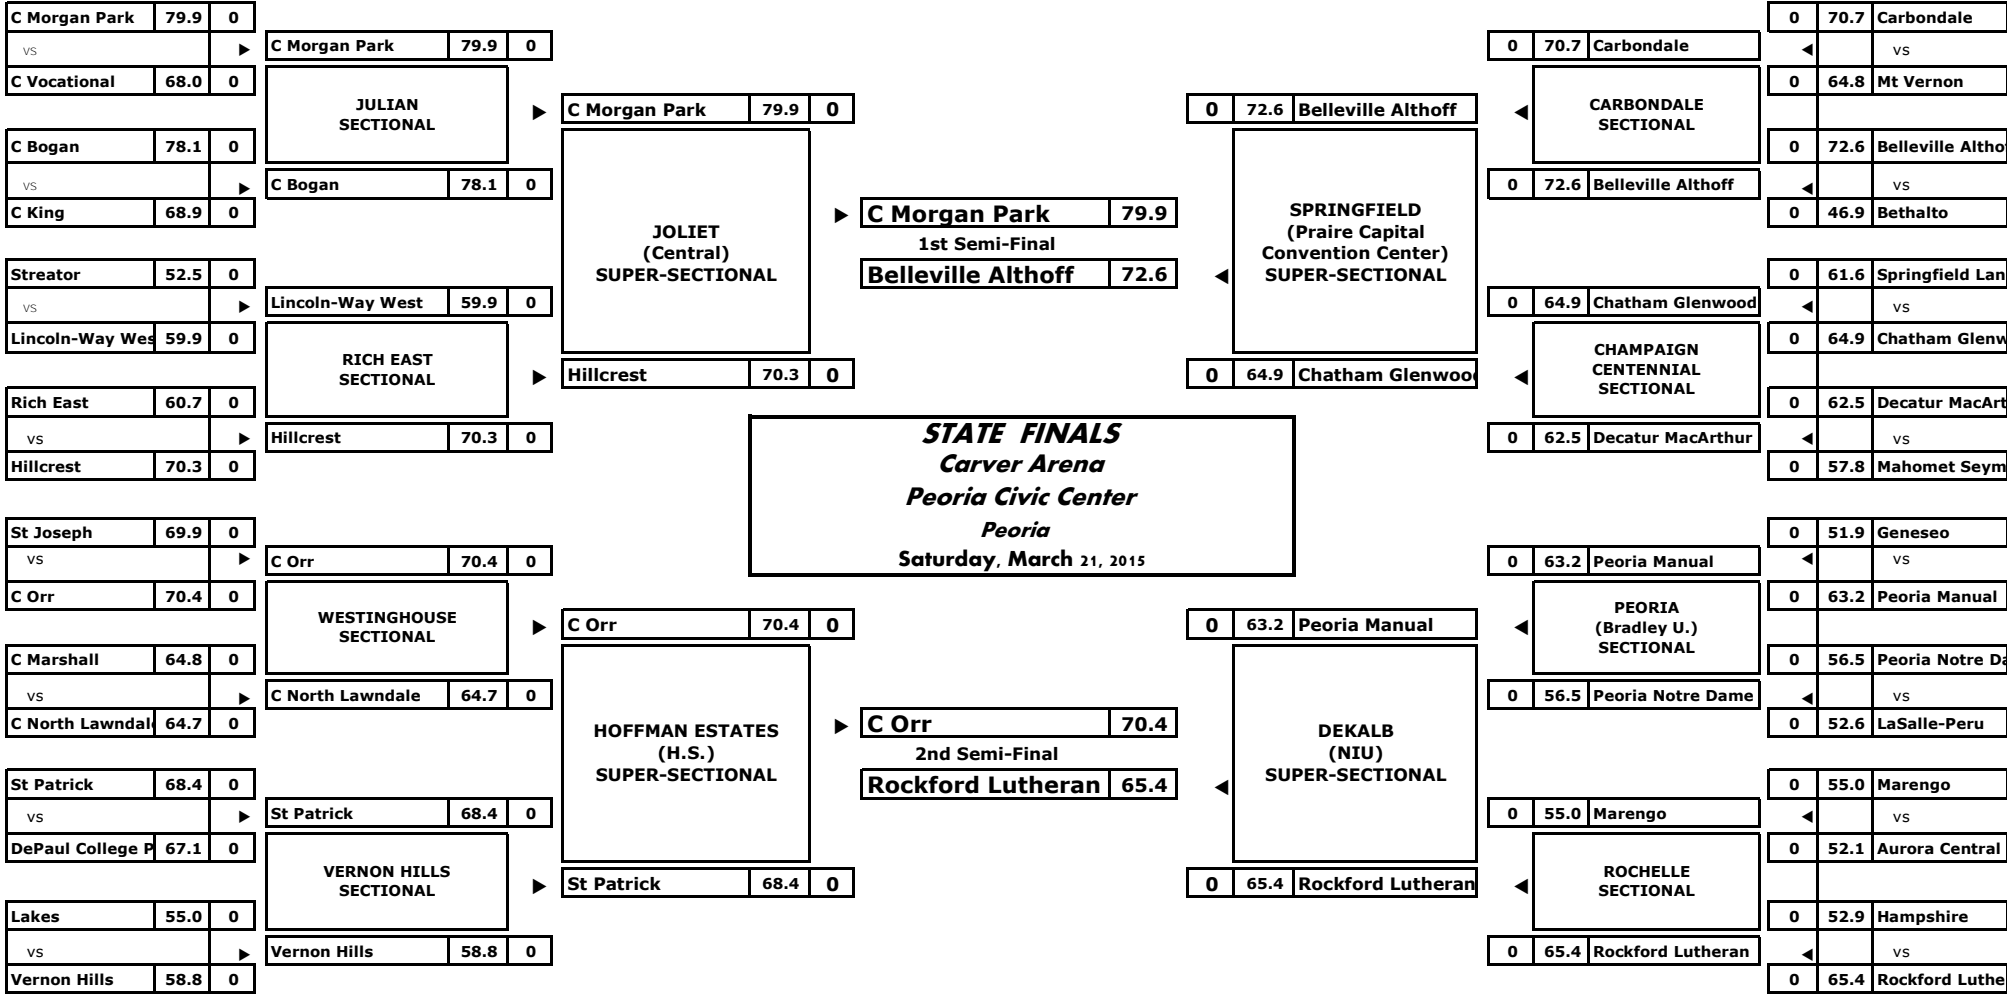 C Morgan Park 79.9 0
vs
C Vocational 68.0 0
C Bogan 78.1 0
vs
C King 68.9 0
Streator 52.5 0
vs
Lincoln-Way Wes 59.9 0
Rich East 60.7 0
vs
Hillcrest 70.3 0
St Joseph 69.9 0
vs
C Orr 70.4 0
C Marshall 64.8 0
vs
C North Lawndale 64.7 0
St Patrick 68.4 0
vs
DePaul College P 67.1 0
Lakes 55.0 0
vs
Vernon Hills 58.8 0
C Morgan Park 79.9 0
JULIAN
SECTIONAL
C Bogan 78.1 0
Lincoln-Way West 59.9 0
RICH EAST
SECTIONAL
Hillcrest 70.3 0
C Orr 70.4 0
WESTINGHOUSE
SECTIONAL
C North Lawndale 64.7 0
St Patrick 68.4 0
VERNON HILLS
SECTIONAL
Vernon Hills 58.8 0
C Morgan Park 79.9 0
JOLIET
(Central)
SUPER-SECTIONAL
Hillcrest 70.3 0
C Orr 70.4 0
HOFFMAN ESTATES
(H.S.)
SUPER-SECTIONAL
St Patrick 68.4 0
C Morgan Park 79.9
1st Semi-Final
Belleville Althoff 72.6
STATE FINALS
Carver Arena
Peoria Civic Center
Peoria
Saturday, March 21, 2015
C Orr 70.4
2nd Semi-Final
Rockford Lutheran 65.4
0 72.6 Belleville Althoff
SPRINGFIELD
(Praire Capital
Convention Center)
SUPER-SECTIONAL
0 64.9 Chatham Glenwood
0 63.2 Peoria Manual
DEKALB
(NIU)
SUPER-SECTIONAL
0 65.4 Rockford Lutheran
0 70.7 Carbondale
CARBONDALE
SECTIONAL
0 72.6 Belleville Althoff
0 64.9 Chatham Glenwood
CHAMPAIGN
CENTENNIAL
SECTIONAL
0 62.5 Decatur MacArthur
0 63.2 Peoria Manual
PEORIA
(Bradley U.)
SECTIONAL
0 56.5 Peoria Notre Dame
0 55.0 Marengo
ROCHELLE
SECTIONAL
0 65.4 Rockford Lutheran
0 70.7 Carbondale
vs
0 64.8 Mt Vernon
0 72.6 Belleville Althof
vs
0 46.9 Bethalto
0 61.6 Springfield Lan
vs
0 64.9 Chatham Glenw
0 62.5 Decatur MacArt
vs
0 57.8 Mahomet Seym
0 51.9 Geneseo
vs
0 63.2 Peoria Manual
0 56.5 Peoria Notre Da
vs
0 52.6 LaSalle-Peru
0 55.0 Marengo
vs
0 52.1 Aurora Central
0 52.9 Hampshire
vs
0 65.4 Rockford Luthe